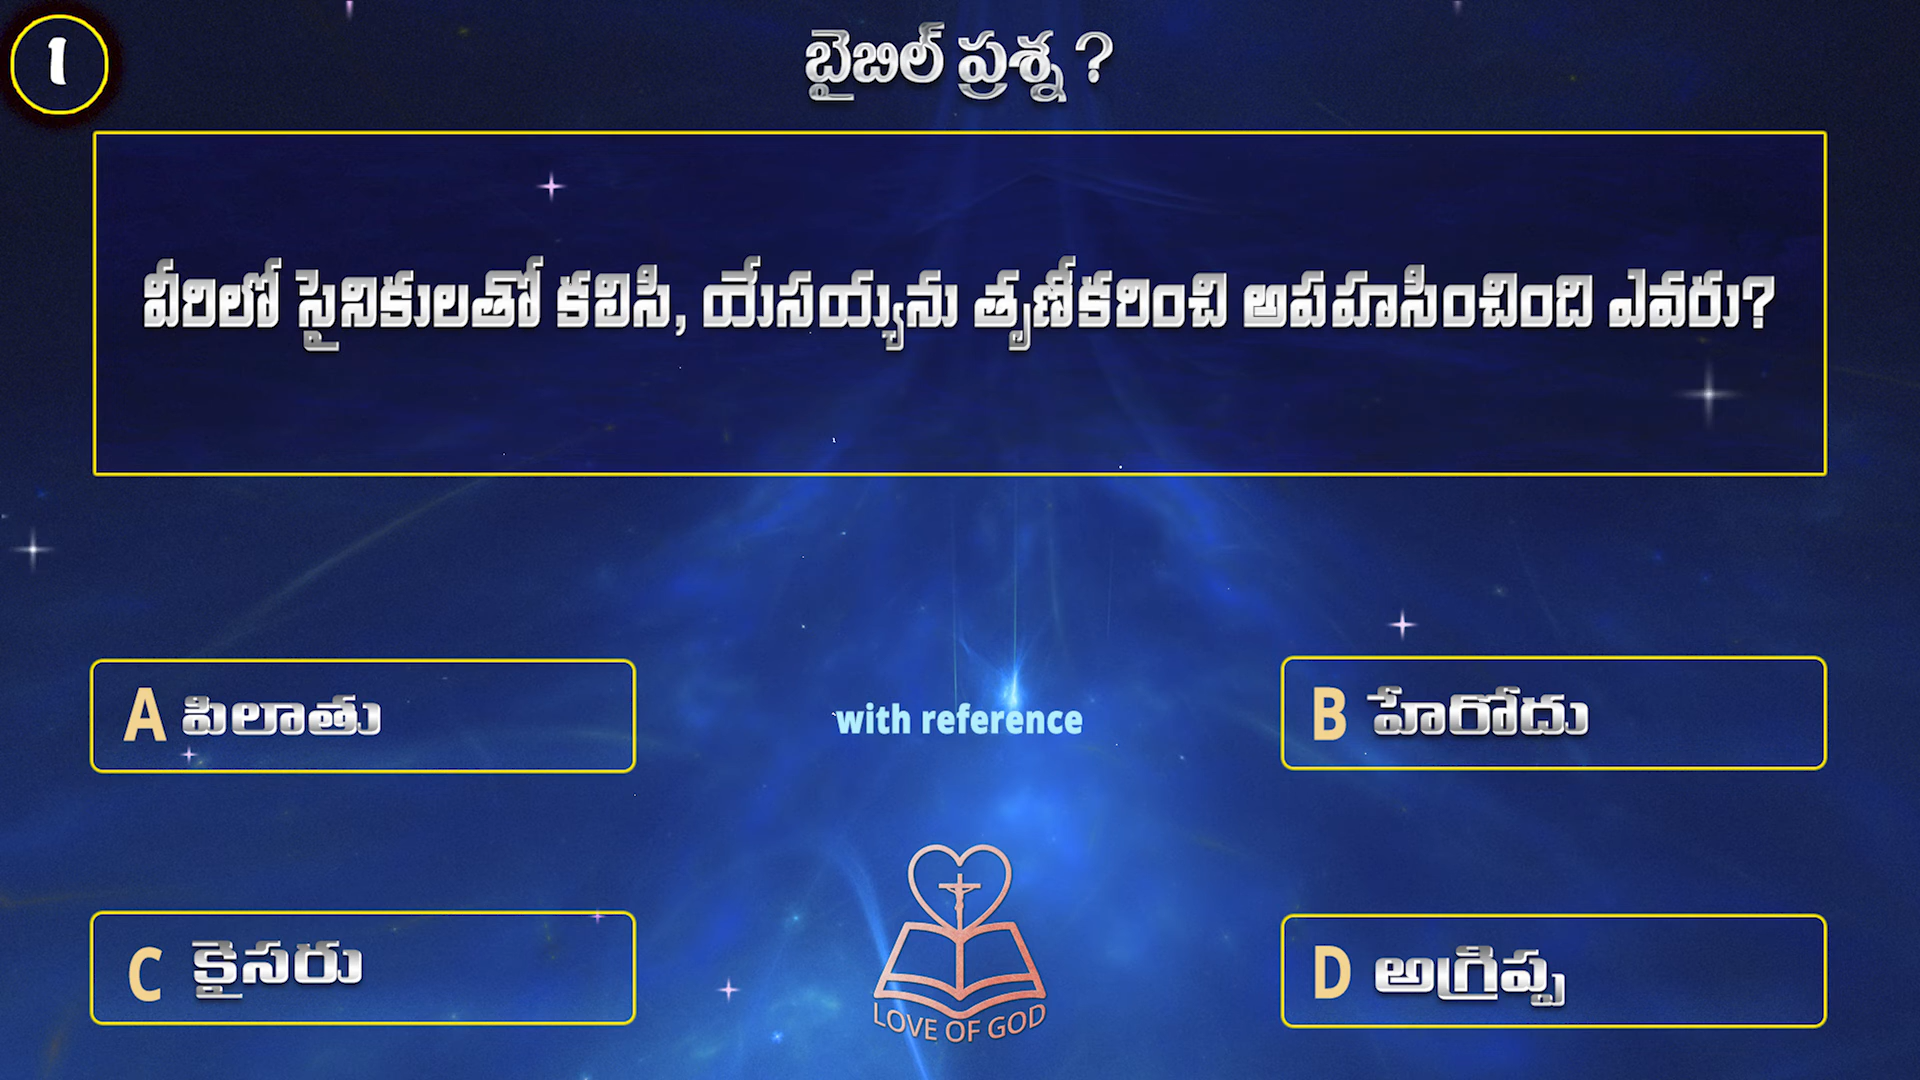 1
బైబిల్ ప్రశ్న ?
వీరిలో సైనికులతో కలిసి, యేసయ్యను తృణీకరించి అపహసించింది ఎవరు?
A పిలాతు
with reference
B హేరోదు
C కైసరు
D అగ్రిప్ప
LOVE OF GOD